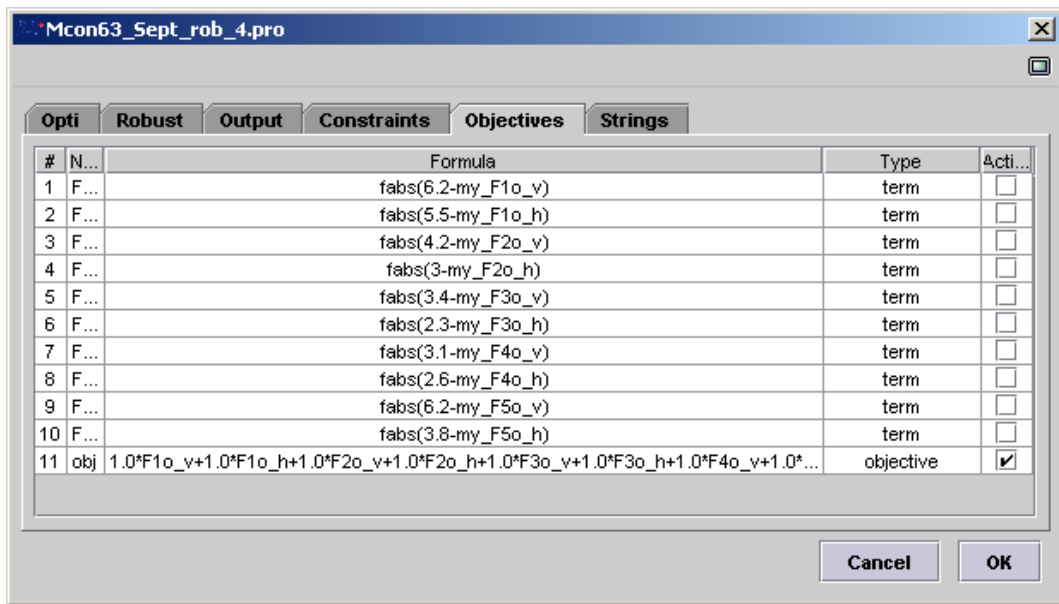 *Mcon63_Sept_rob_4.pro
Opti Robust Output Constraints Objectives Strings
# N... Formula Type Acti...
1 F... fabs(6.2-my_F1o_v) term
2 F... fabs(5.5-my_F1o_h) term
3 F... fabs(4.2-my_F2o_v) term
4 F... fabs(3-my_F2o_h) term
5 F... fabs(3.4-my_F3o_v) term
6 F... fabs(2.3-my_F3o_h) term
7 F... fabs(3.1-my_F4o_v) term
8 F... fabs(2.6-my_F4o_h) term
9 F... fabs(6.2-my_F5o_v) term
10 F... fabs(3.8-my_F5o_h) term
11 obj 1.0*F1o_v+1.0*F1o_h+1.0*F2o_v+1.0*F2o_h+1.0*F3o_v+1.0*F3o_h+1.0*F4o_v+1.0*... objective
Cancel OK